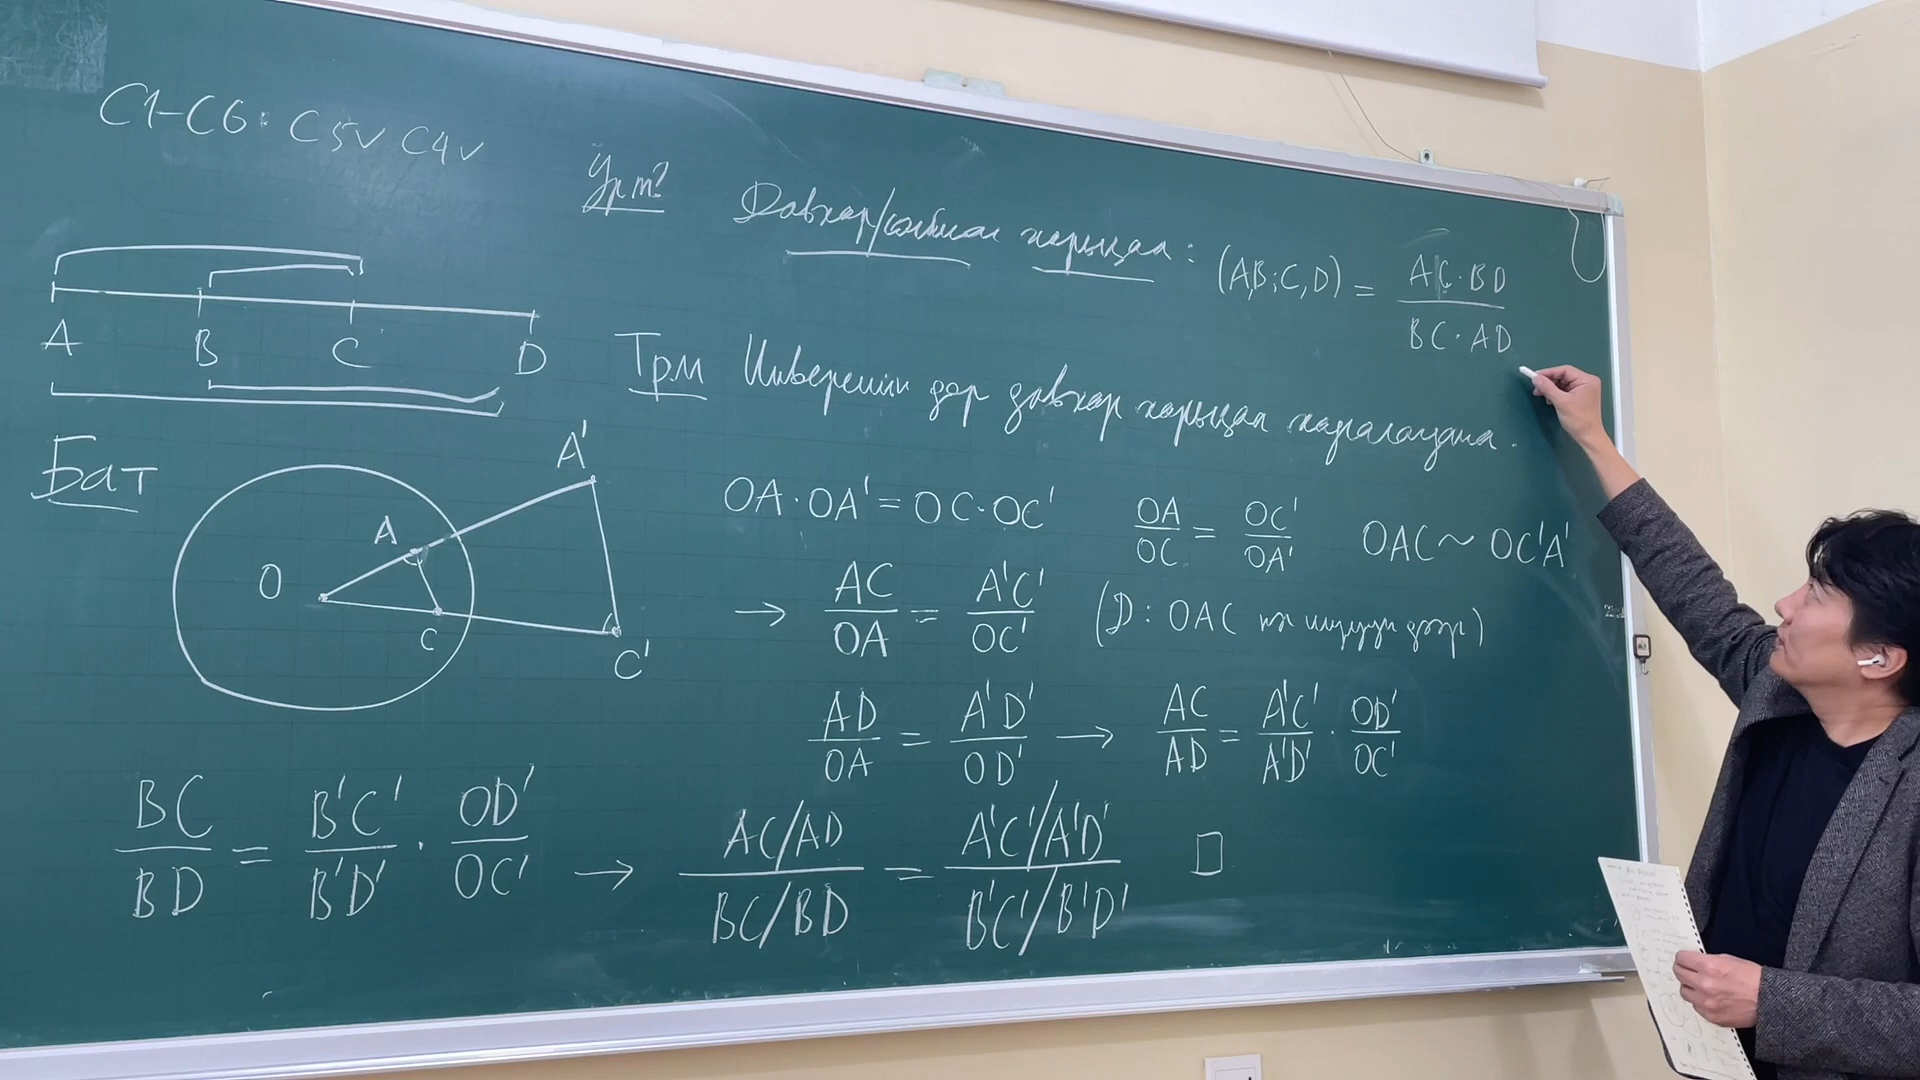 C1-C6: C5v C4v
Урт?
Давхар/солбисон харьцаа: (A,B;C,D) = AC·BD / BC·AD
A B C D
Трм Инверсийн дор давхар харьцаа хадгалагдана.
Бат
O A A' C C'
OA·OA' = OC·OC' OA/OC = OC'/OA' OAC ~ OC'A'
→ AC/OA = A'C'/OC' (D: OAC
AD/OA = A'D'/OD' → AC/AD = A'C'/A'D' · OD'/OC'
BC/BD = B'C'/B'D' · OD'/OC' → AC/AD / BC/BD = A'C'/A'D' / B'C'/B'D' □